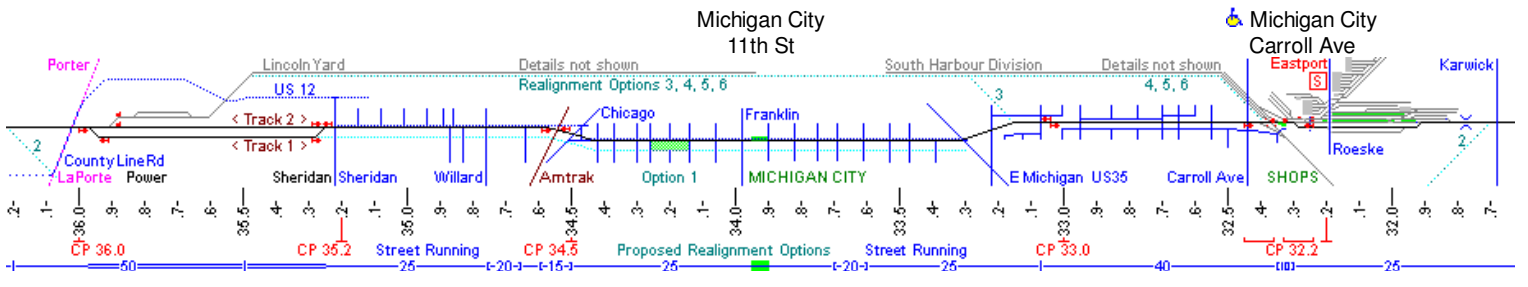 Michigan City
11th St
Michigan City
Carroll Ave
Porter
Lincoln Yard
Details not shown
South Harbour Division
Details not shown
Eastport
Karwick
US 12
Realignment Options 3, 4, 5, 6
3
4, 5, 6
S
< Track 2 >
Chicago
Franklin
2
< Track 1 >
2
Roeske
County Line Rd
LaPorte
Power
Sheridan
Sheridan
Willard
Amtrak
Option 1
MICHIGAN CITY
E Michigan US35
Carroll Ave
SHOPS
.2- .1- 36.0 .8- .7- .6- 35.5 .4- .3- .1- 35.0 .9- .8- .7- .6- 34.5 .4- .3- .2- .1- 34.0 .9- .8- .7- .6- 33.5 .4- .3- .2- 33.0 .9- .8- .7- .6- 32.5 .4- .3- .2 .1- 32.0 .9- .8- .7-
CP 36.0
CP 35.2
Street Running
CP 34.5
Proposed Realignment Options
Street Running
CP 33.0
CP 32.2
50 25 -20- -15- 25 -20- 25 40 10 25